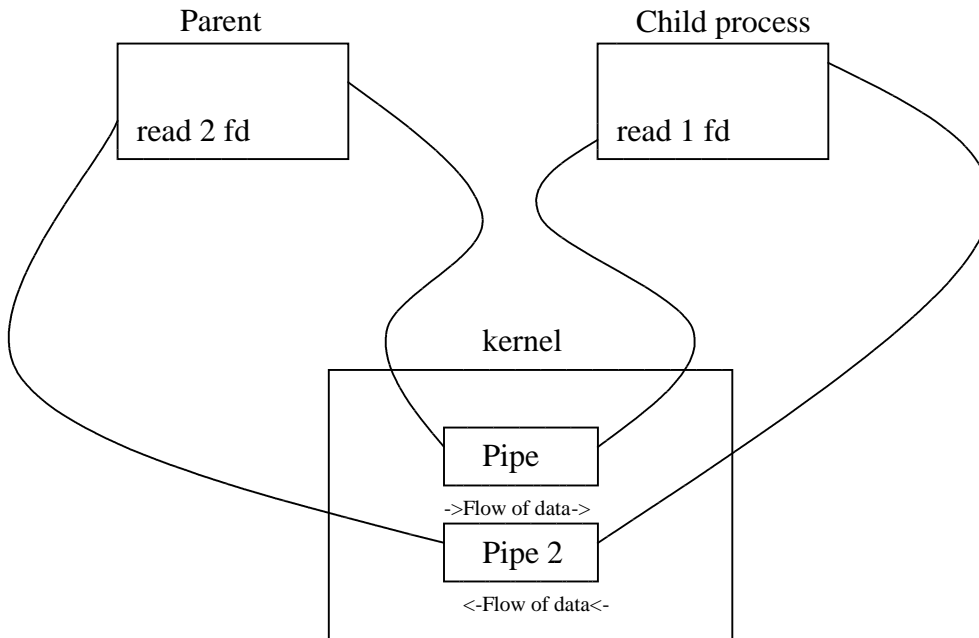 Parent
Child process
read 2 fd
read 1 fd
kernel
Pipe
->Flow of data->
Pipe 2
<-Flow of data<-